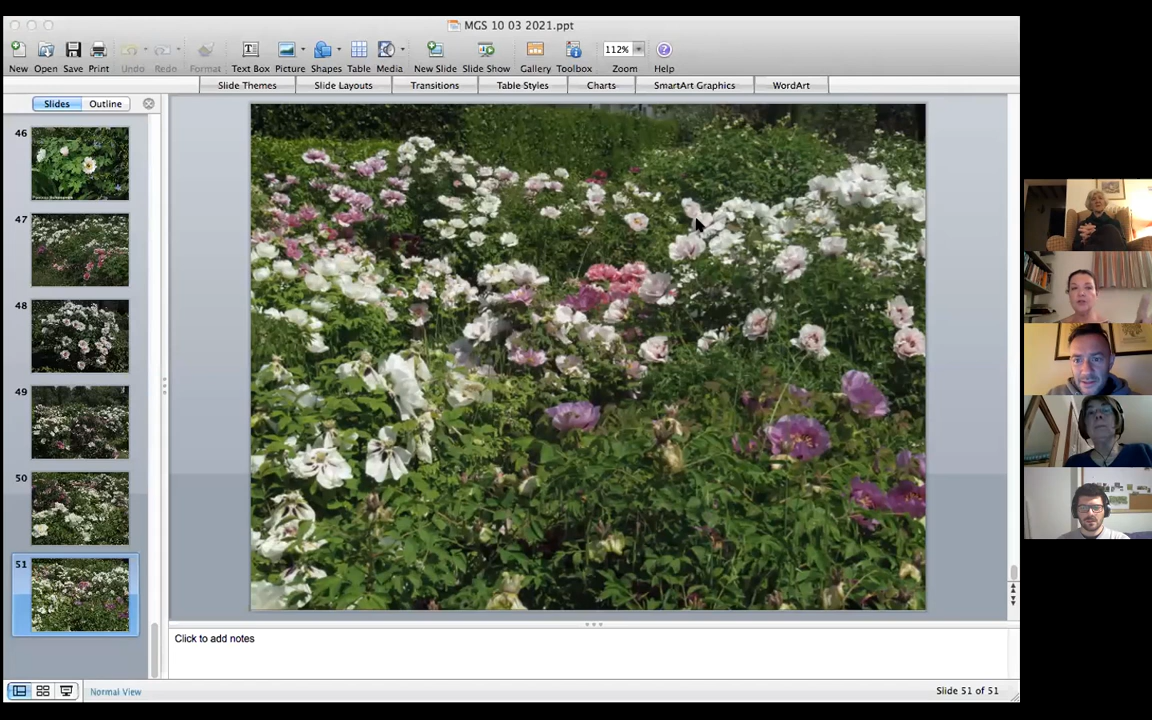 MGS 10 03 2021.ppt
New Open Save Print Undo Redo Format Text Box Picture Shapes Table Media New Slide Slide Show Gallery Toolbox 112% Zoom Help
Slide Themes Slide Layouts Transitions Table Styles Charts SmartArt Graphics WordArt
Slides Outline
46
47
48
49
50
51
Click to add notes
Normal View
Slide 51 of 51